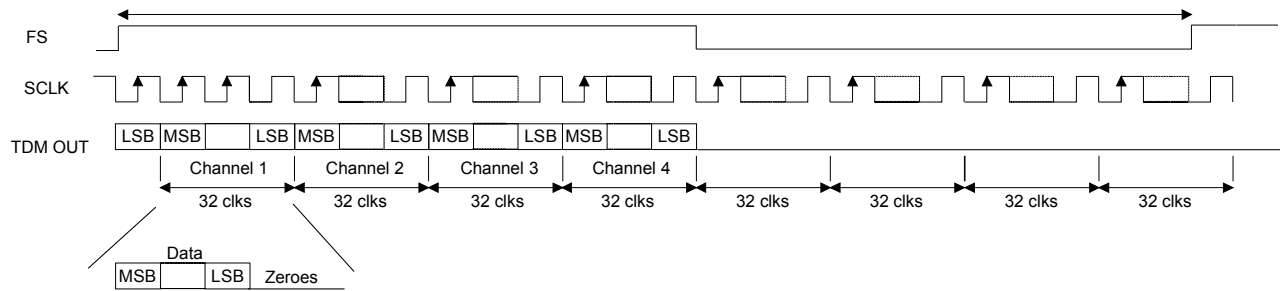 FS
SCLK
TDM OUT
LSB MSB LSB MSB LSB MSB LSB MSB LSB
Channel 1 Channel 2 Channel 3 Channel 4
32 clks 32 clks 32 clks 32 clks 32 clks 32 clks 32 clks 32 clks
Data
MSB LSB Zeroes